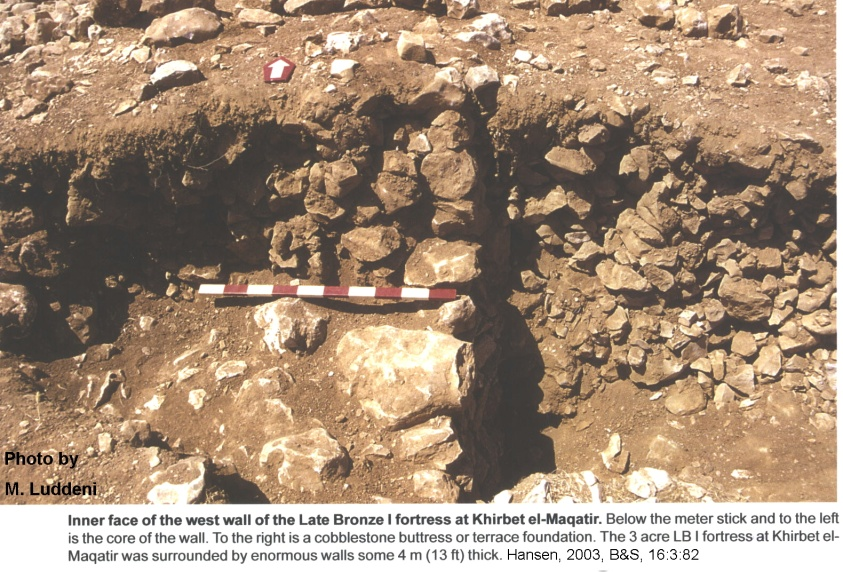 Photo by
M. Luddeni
Inner face of the west wall of the Late Bronze I fortress at Khirbet el-Maqatir. Below the meter stick and to the left
is the core of the wall. To the right is a cobblestone buttress or terrace foundation. The 3 acre LB I fortress at Khirbet el-
Maqatir was surrounded by enormous walls some 4 m (13 ft) thick. Hansen, 2003, B&S, 16:3:82